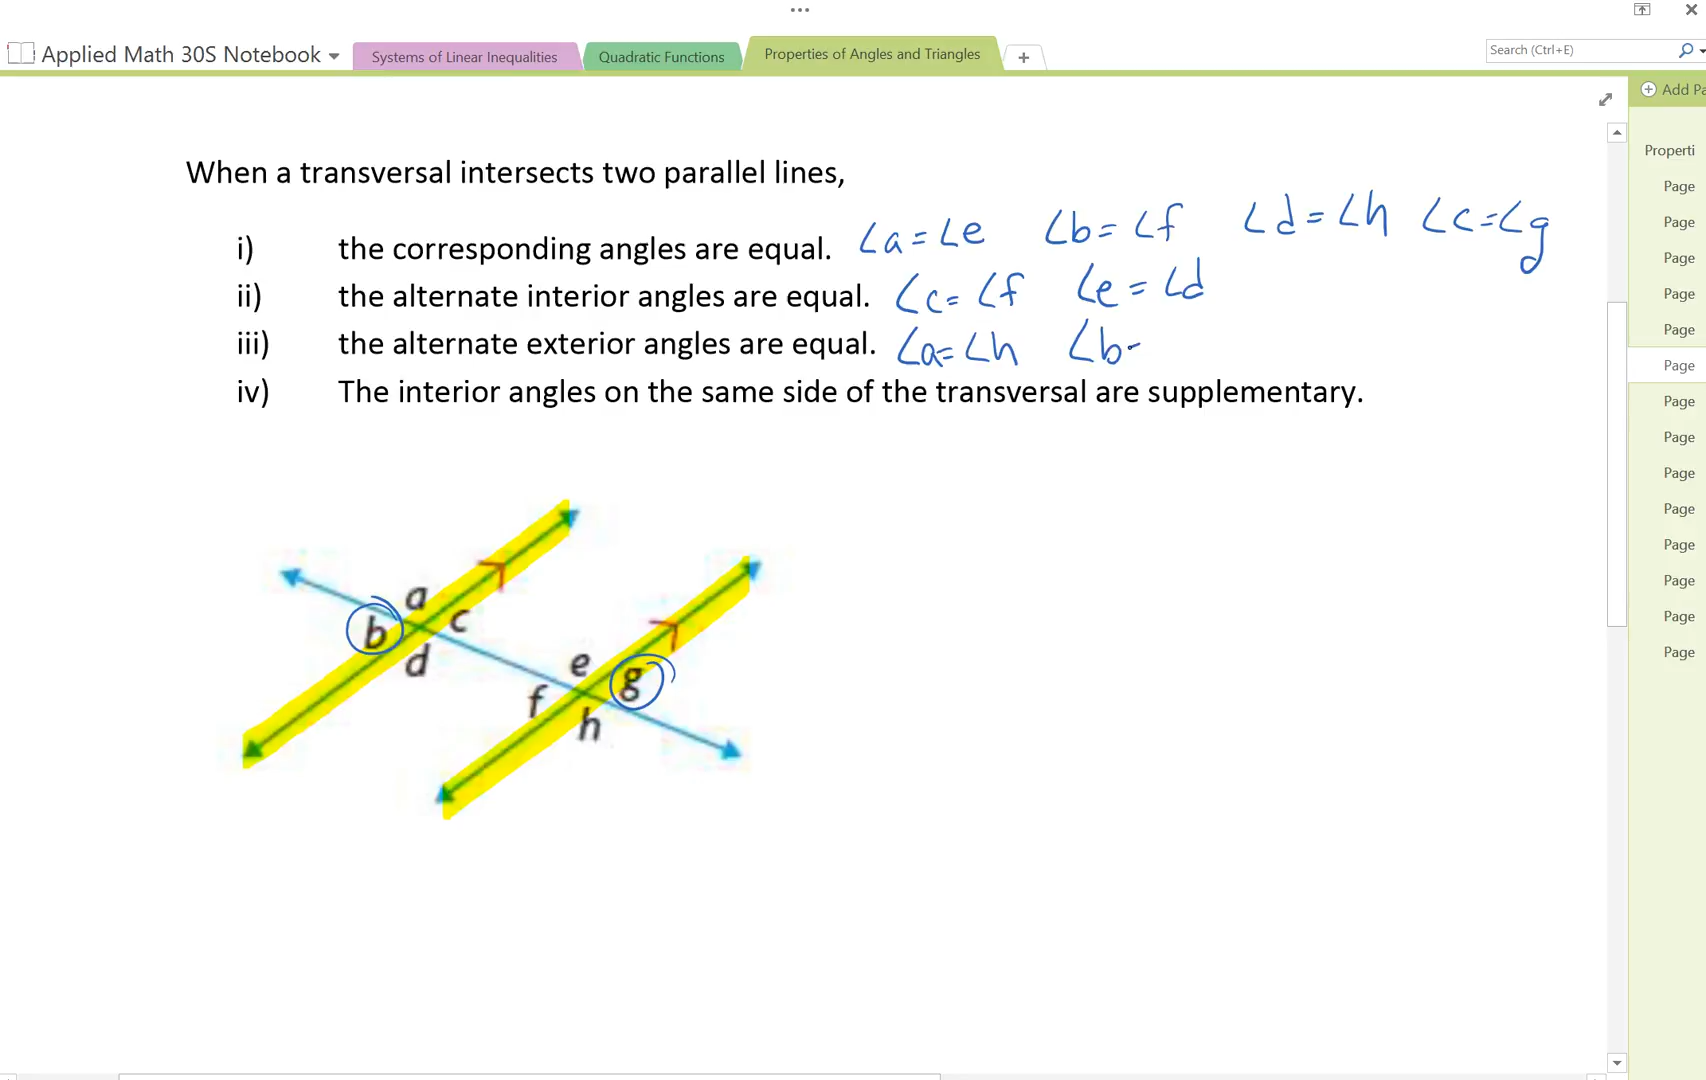 Applied Math 30S Notebook
Systems of Linear Inequalities
Quadratic Functions
Properties of Angles and Triangles
+
Search (Ctrl+E)
Add Pa
When a transversal intersects two parallel lines,
i) the corresponding angles are equal. ∠a = ∠e ∠b = ∠f ∠d = ∠h ∠c = ∠g
ii) the alternate interior angles are equal. ∠c = ∠f ∠e = ∠d
iii) the alternate exterior angles are equal. ∠a = ∠h ∠b -
iv) The interior angles on the same side of the transversal are supplementary.
a
b
c
d
e
f
g
h
Properti
Page
Page
Page
Page
Page
Page
Page
Page
Page
Page
Page
Page
Page
Page